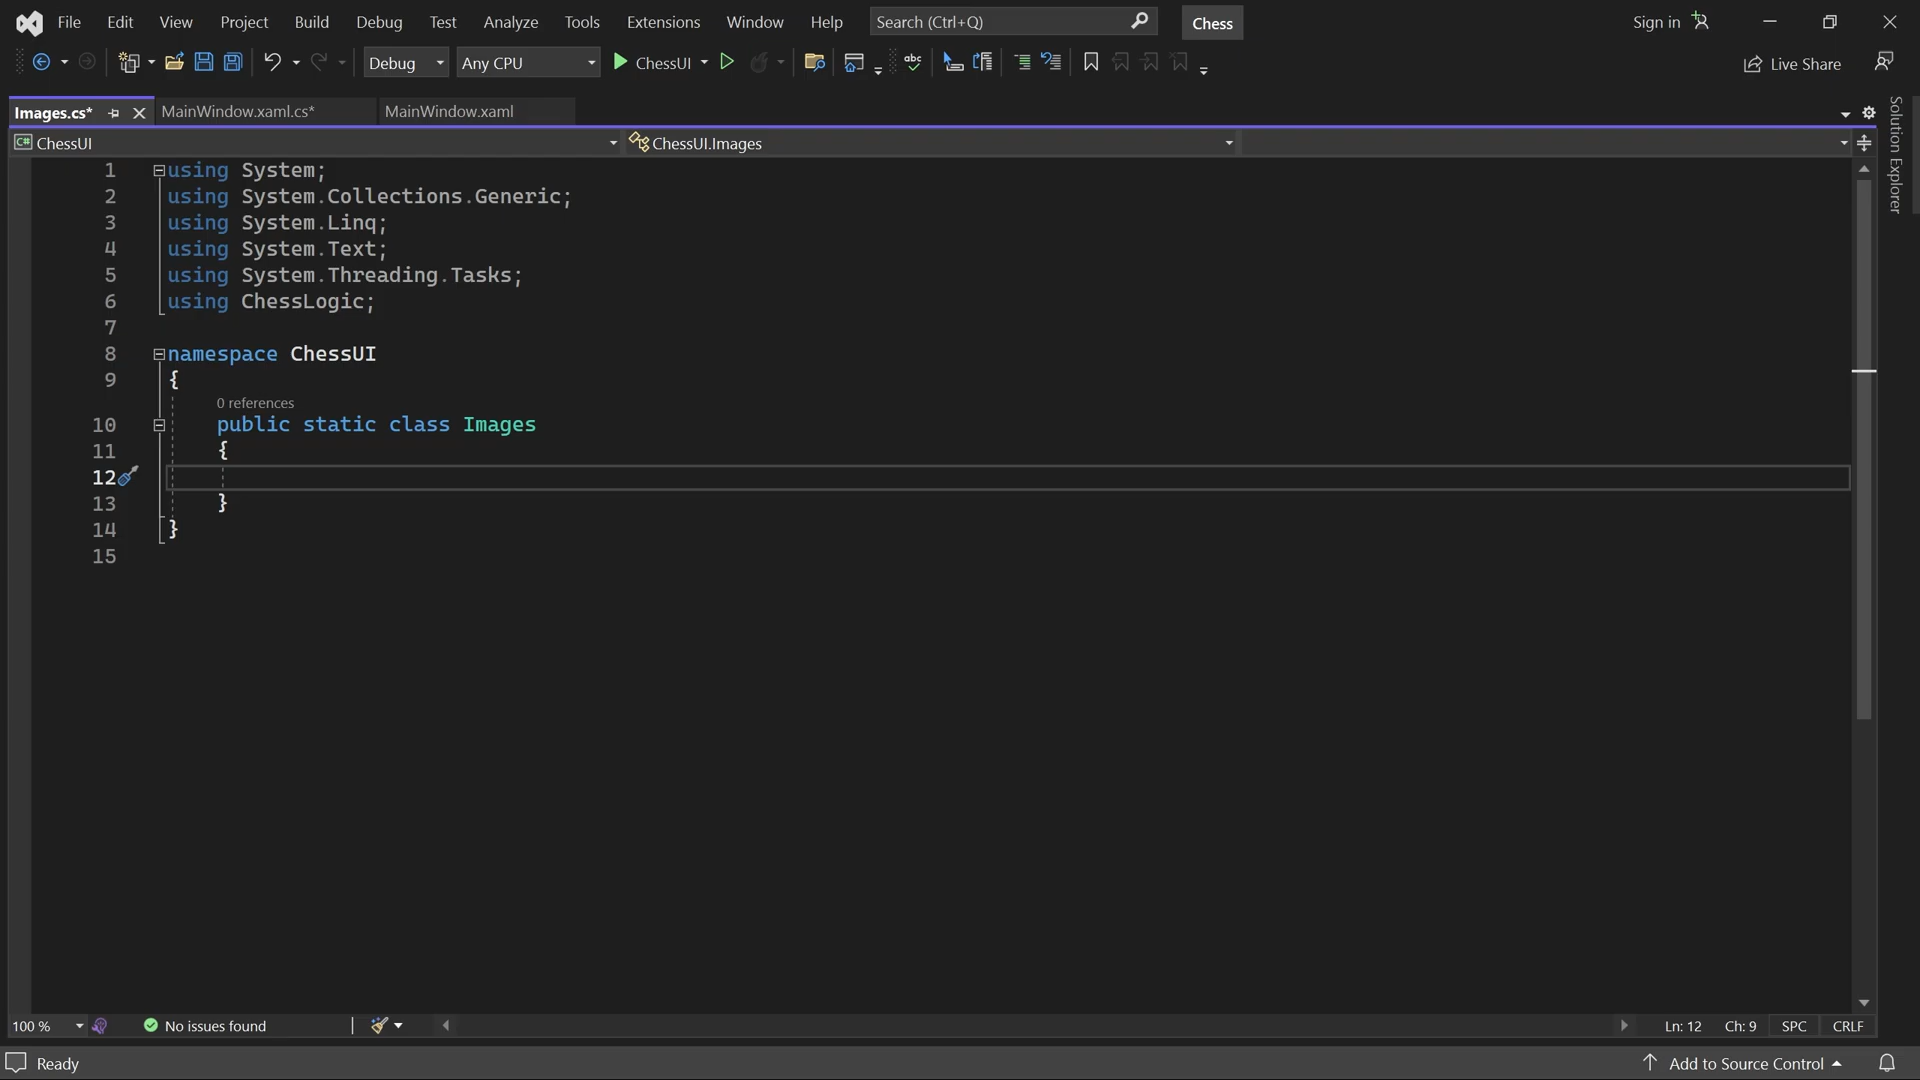 File Edit View Project Build Debug Test Analyze Tools Extensions Window Help Search (Ctrl+Q) Chess Sign in
Debug Any CPU ChessUI abc Live Share
Images.cs* MainWindow.xaml.cs* MainWindow.xaml
C# ChessUI ChessUI.Images
Solution Explorer
1 using System;
2 using System.Collections.Generic;
3 using System.Linq;
4 using System.Text;
5 using System.Threading.Tasks;
6 using ChessLogic;
7
8 namespace ChessUI
9 {
0 references
10 public static class Images
11 {
12
13 }
14 }
15
100 % No issues found Ln: 12 Ch: 9 SPC CRLF
Ready Add to Source Control